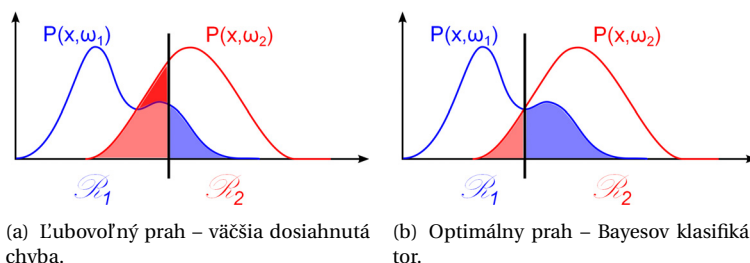 P(x,ω₁) P(x,ω₂)
ℛ₁ ℛ₂
(a) Ľubovoľný prah – väčšia dosiahnutá
chyba.
P(x,ω₁) P(x,ω₂)
ℛ₁ ℛ₂
(b) Optimálny prah – Bayesov klasifiká
tor.